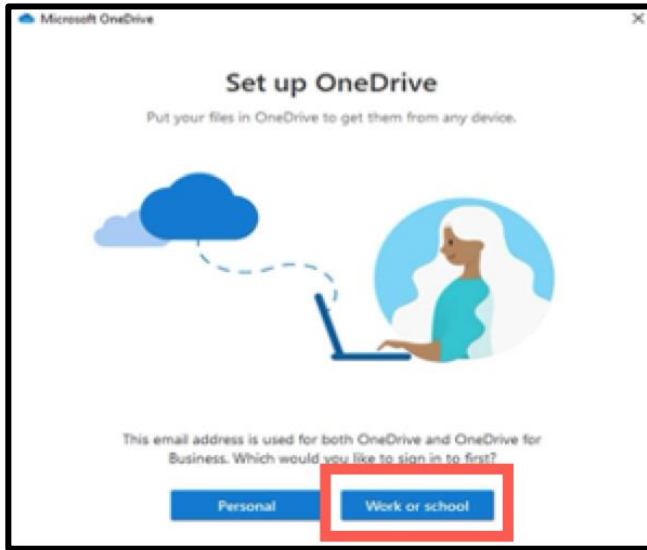 Microsoft OneDrive
Set up OneDrive
Put your files in OneDrive to get them from any device.
This email address is used for both OneDrive and OneDrive for
Business. Which would you like to sign in to first?
Personal
Work or school